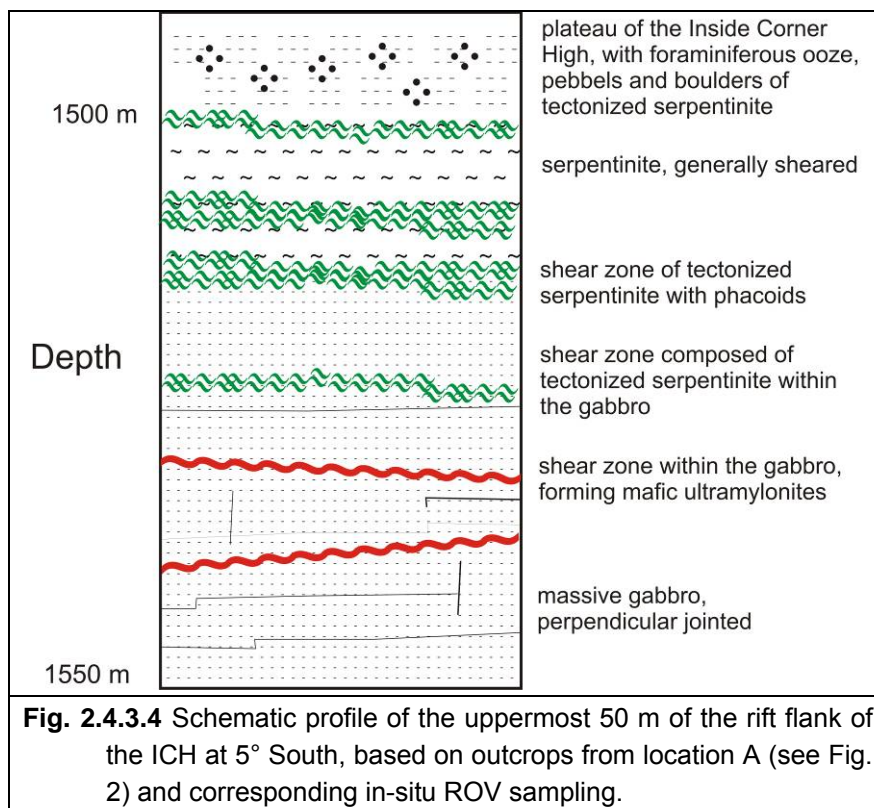 plateau of the Inside Corner
High, with foraminiferous ooze,
pebbels and boulders of
tectonized serpentinite
1500 m
serpentinite, generally sheared
shear zone of tectonized
serpentinite with phacoids
Depth
shear zone composed of
tectonized serpentinite within
the gabbro
shear zone within the gabbro,
forming mafic ultramylonites
massive gabbro,
perpendicular jointed
1550 m
Fig. 2.4.3.4 Schematic profile of the uppermost 50 m of the rift flank of
the ICH at 5° South, based on outcrops from location A (see Fig.
2) and corresponding in-situ ROV sampling.